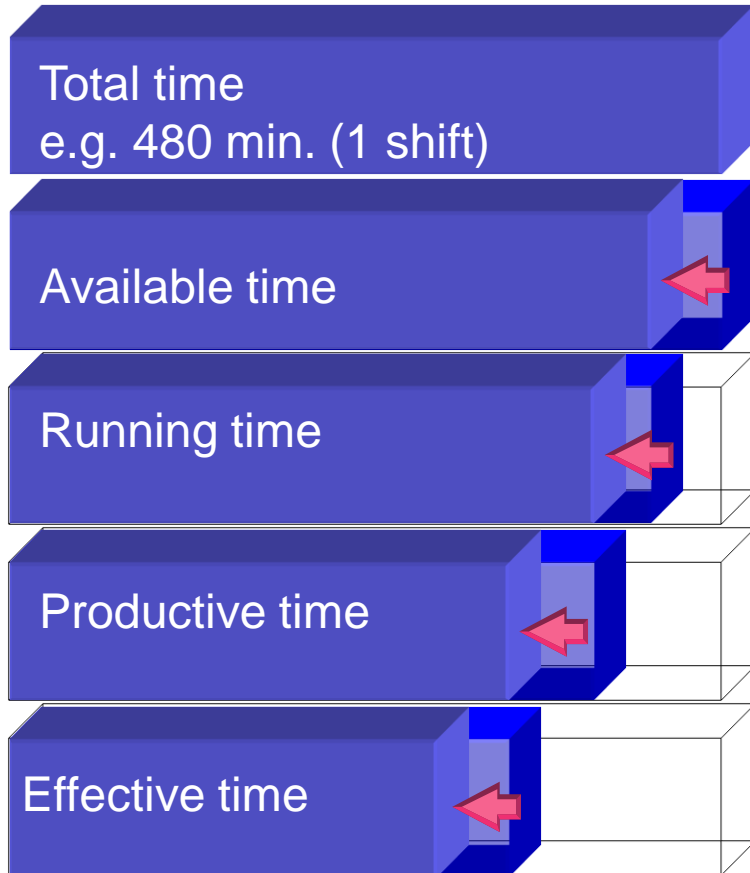 Total time
e.g. 480 min. (1 shift)
Available time
Running time
Productive time
Effective time